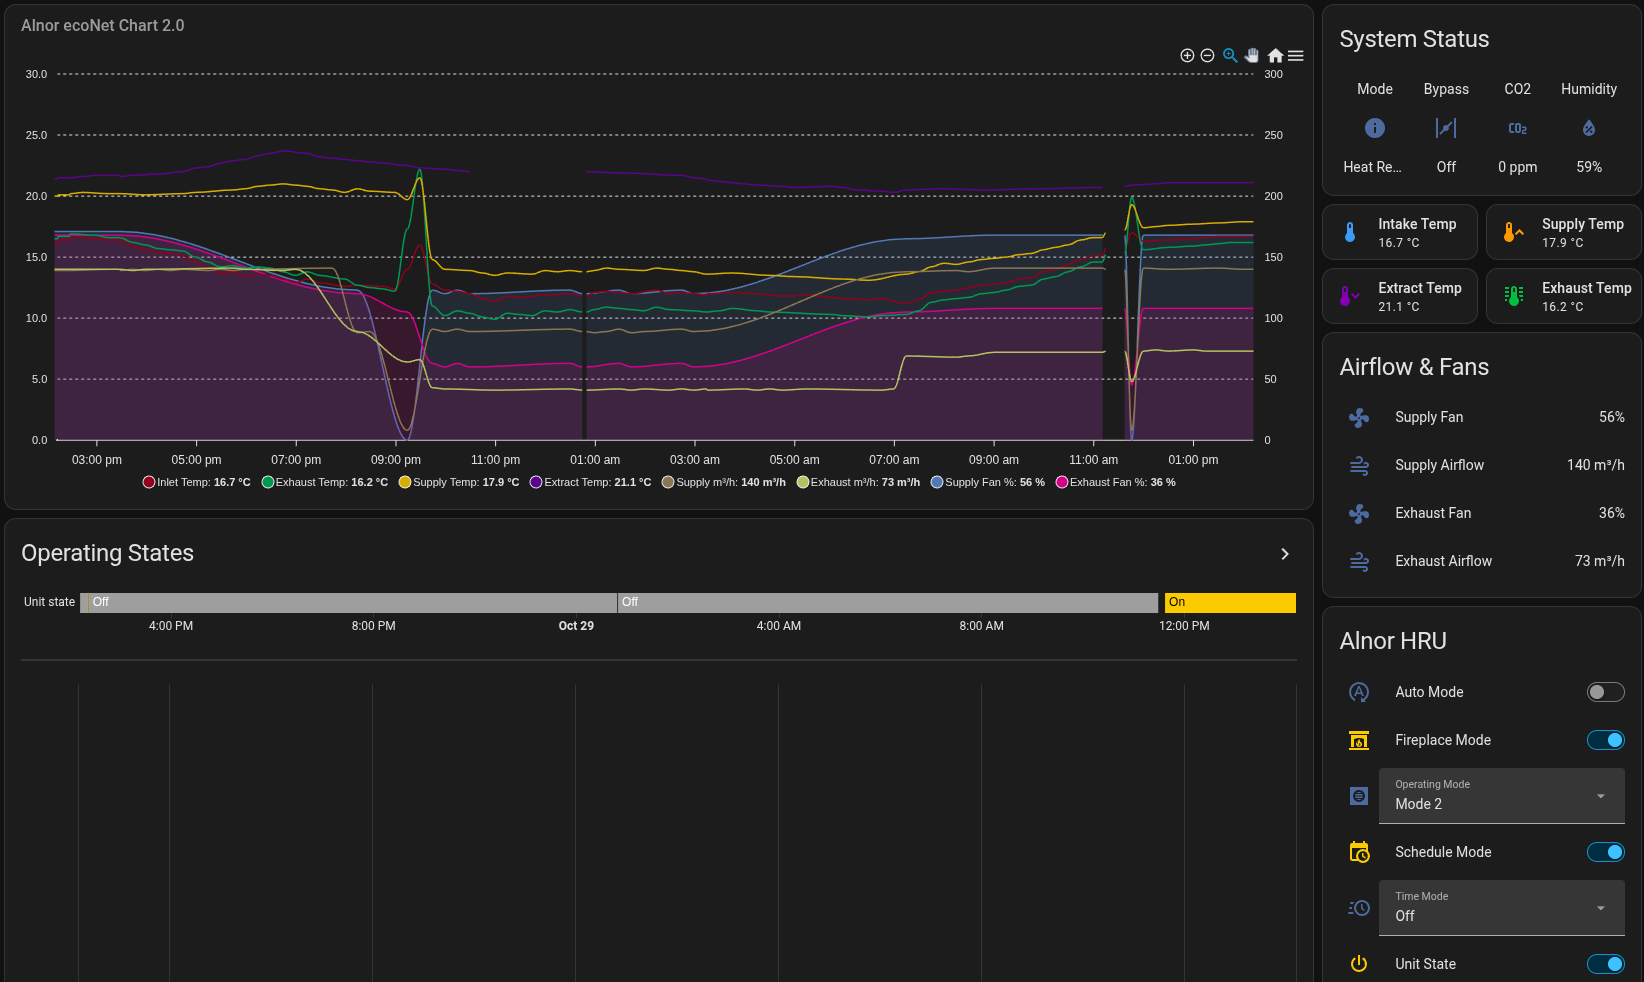 Alnor ecoNet Chart 2.0
30.0
25.0
20.0
15.0
10.0
5.0
0.0
300
250
200
150
100
50
0
03:00 pm 05:00 pm 07:00 pm 09:00 pm 11:00 pm 01:00 am 03:00 am 05:00 am 07:00 am 09:00 am 11:00 am 01:00 pm
Inlet Temp: 16.7 °C Exhaust Temp: 16.2 °C Supply Temp: 17.9 °C Extract Temp: 21.1 °C Supply m³/h: 140 m³/h Exhaust m³/h: 73 m³/h Supply Fan %: 56 % Exhaust Fan %: 36 %
Operating States
Unit state Off Off On
4:00 PM 8:00 PM Oct 29 4:00 AM 8:00 AM 12:00 PM
System Status
Mode Bypass CO2 Humidity
CO₂
Heat Re... Off 0 ppm 59%
Intake Temp
16.7 °C
Supply Temp
17.9 °C
Extract Temp
21.1 °C
Exhaust Temp
16.2 °C
Airflow & Fans
Supply Fan 56%
Supply Airflow 140 m³/h
Exhaust Fan 36%
Exhaust Airflow 73 m³/h
Alnor HRU
Auto Mode
Fireplace Mode
Operating Mode
Mode 2
Schedule Mode
Time Mode
Off
Unit State